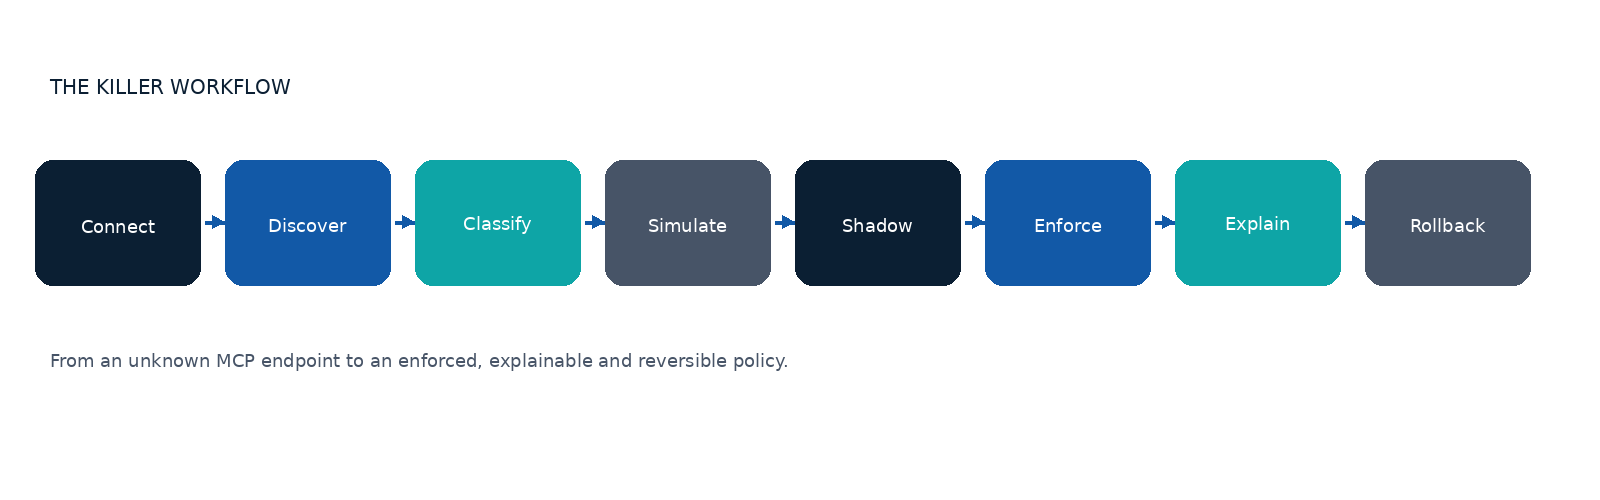 THE KILLER WORKFLOW
Connect
Discover
Classify
Simulate
Shadow
Enforce
Explain
Rollback
From an unknown MCP endpoint to an enforced, explainable and reversible policy.